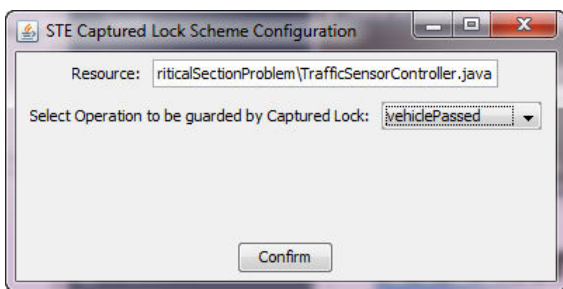 STE Captured Lock Scheme Configuration
Resource: riticalSectionProblem\TrafficSensorController.java
Select Operation to be guarded by Captured Lock: vehiclePassed
Confirm